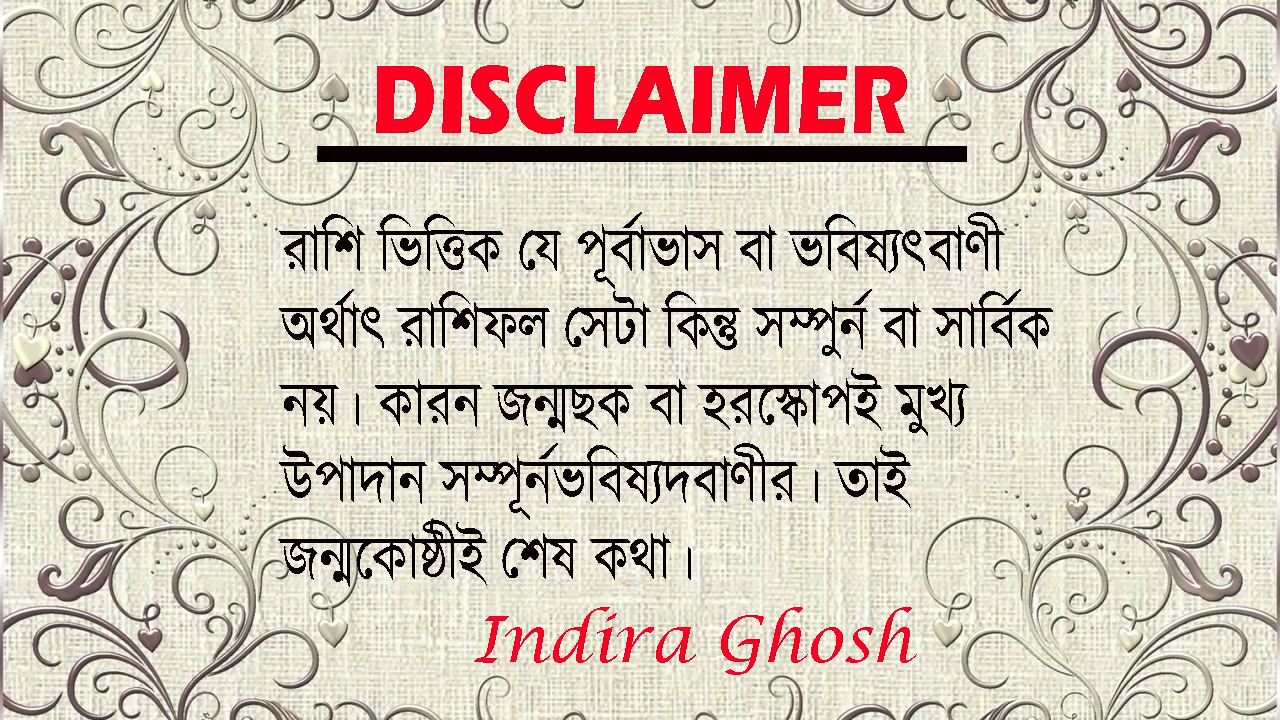 DISCLAIMER
রাশি ভিত্তিক যে পূর্বাভাস বা ভবিষ্যৎবাণী
অর্থাৎ রাশিফল সেটা কিন্তু সম্পুর্ন বা সার্বিক
নয়। কারন জন্মছক বা হরস্কোপই মুখ্য
উপাদান সম্পূর্নভবিষ্যদবাণীর। তাই
জন্মকোষ্ঠীই শেষ কথা।
Indira Ghosh